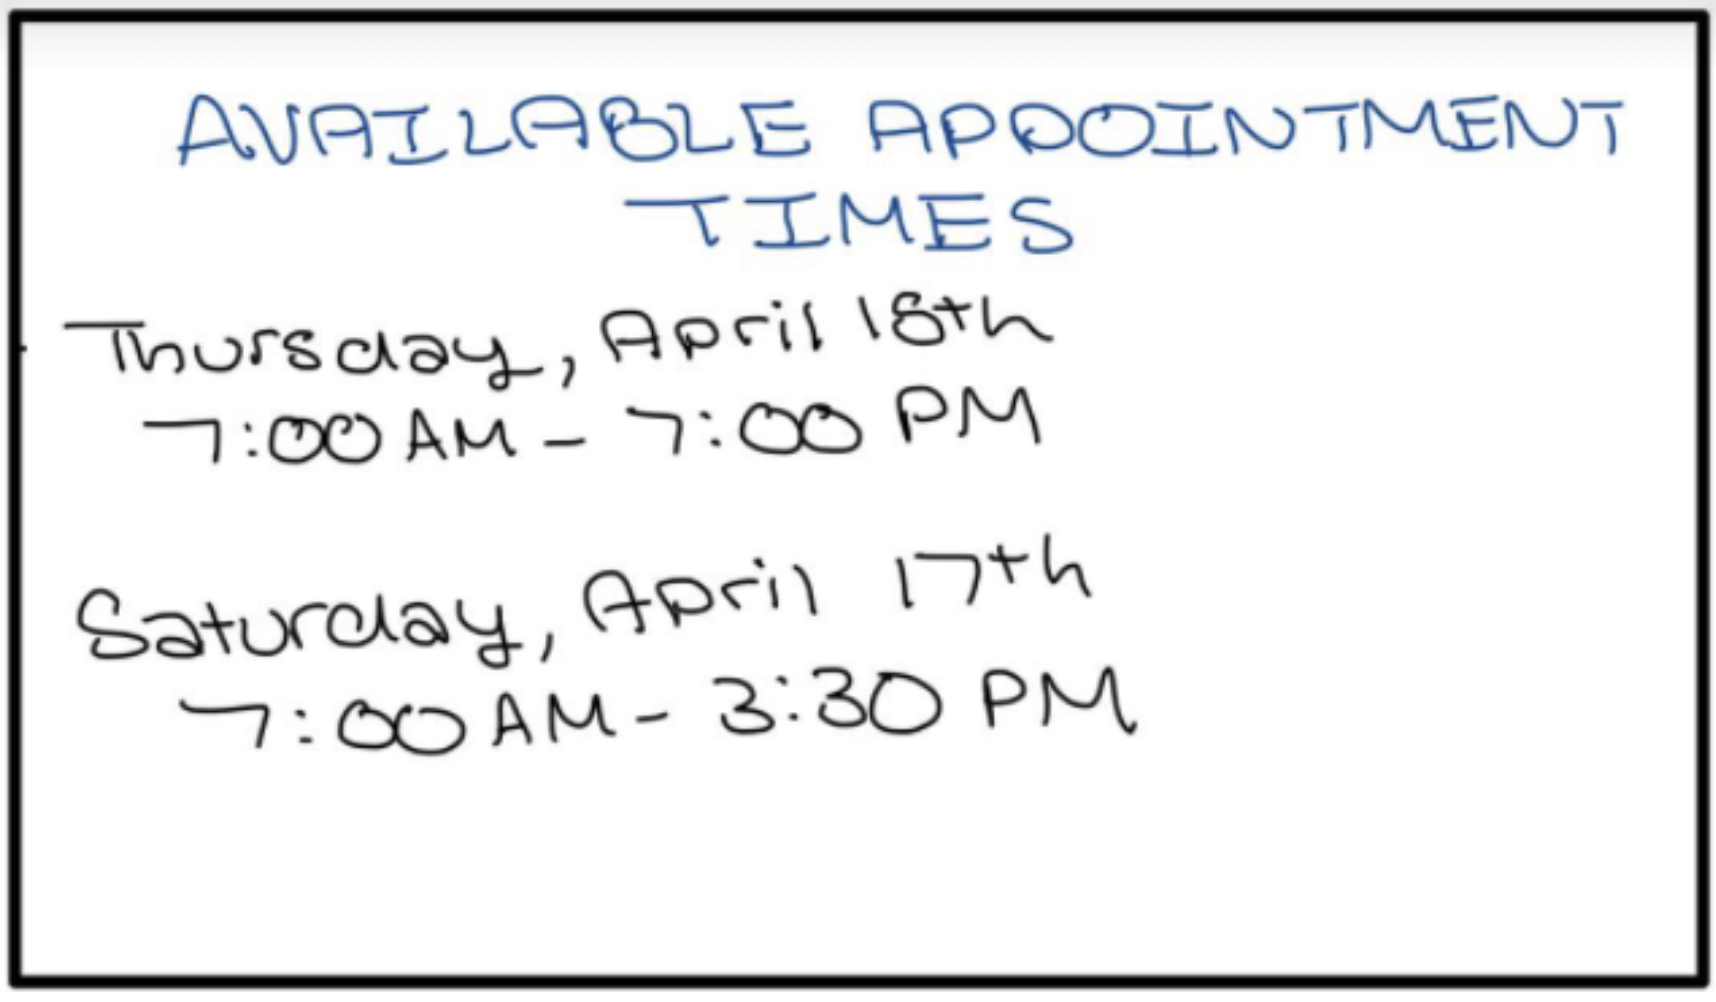 AVAILABLE APPOINTMENT
TIMES
Thursday, April 18th
7:00 AM - 7:00 PM
Saturday, April 17th
7:00 AM - 3:30 PM